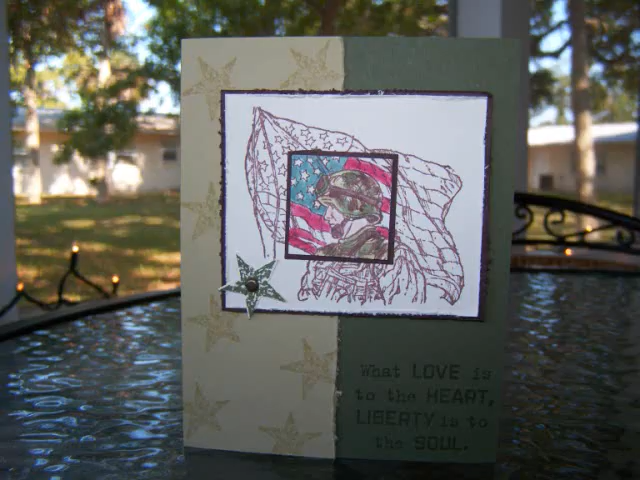 What LOVE is
to the HEART,
LIBERTY is to
the SOUL.